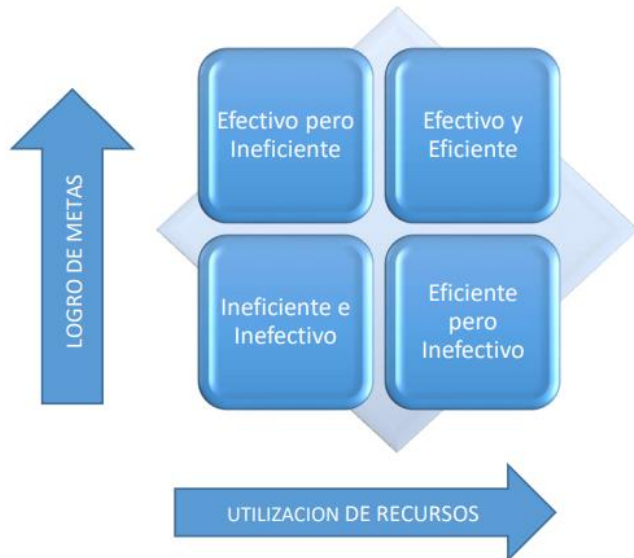 LOGRO DE METAS
Efectivo pero
Ineficiente
Efectivo y
Eficiente
Ineficiente e
Inefectivo
Eficiente
pero
Inefectivo
UTILIZACION DE RECURSOS